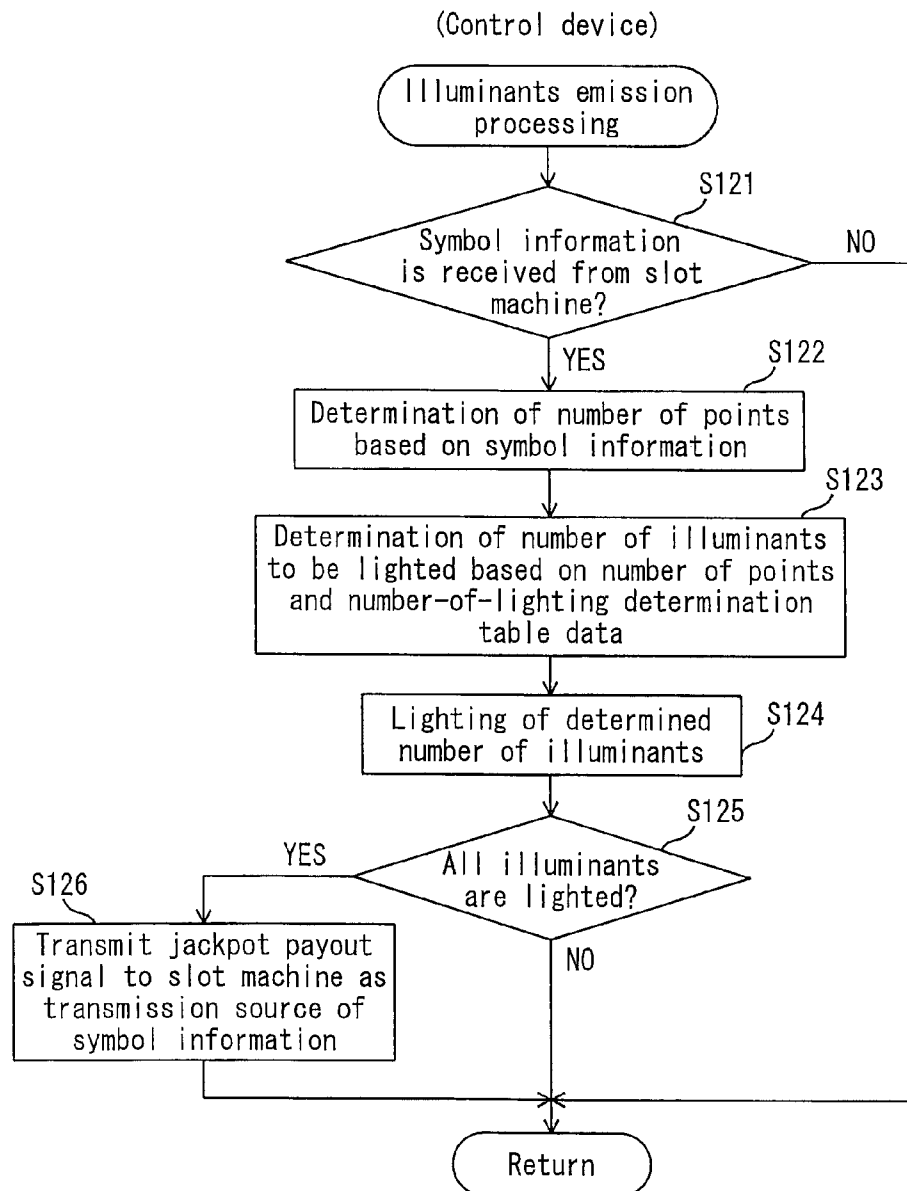 (Control device)
Illuminants emission
processing
S121
Symbol information
is received from slot
machine?
NO
YES
S122
Determination of number of points
based on symbol information
S123
Determination of number of illuminants
to be lighted based on number of points
and number-of-lighting determination
table data
Lighting of determined
number of illuminants
S124
S125
YES
All illuminants
are lighted?
S126
NO
Transmit jackpot payout
signal to slot machine as
transmission source of
symbol information
Return